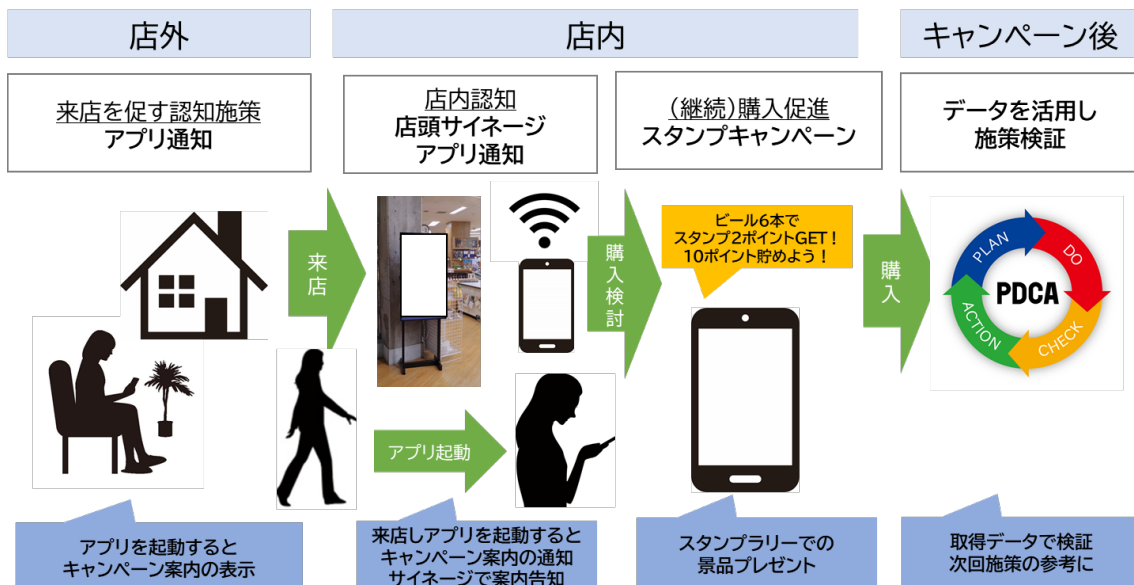 店外
店内
キャンペーン後
来店を促す認知施策
アプリ通知
店内認知
店頭サイネージ
アプリ通知
(継続)購入促進
スタンプキャンペーン
データを活用し
施策検証
来店
アプリ起動
購入検討
ビール6本で
スタンプ2ポイントGET!
10ポイント貯めよう!
購入
PLAN
DO
PDCA
ACTION
CHECK
アプリを起動すると
キャンペーン案内の表示
来店しアプリを起動すると
キャンペーン案内の通知
サイネージで案内告知
スタンプラリーでの
景品プレゼント
取得データで検証
次回施策の参考に